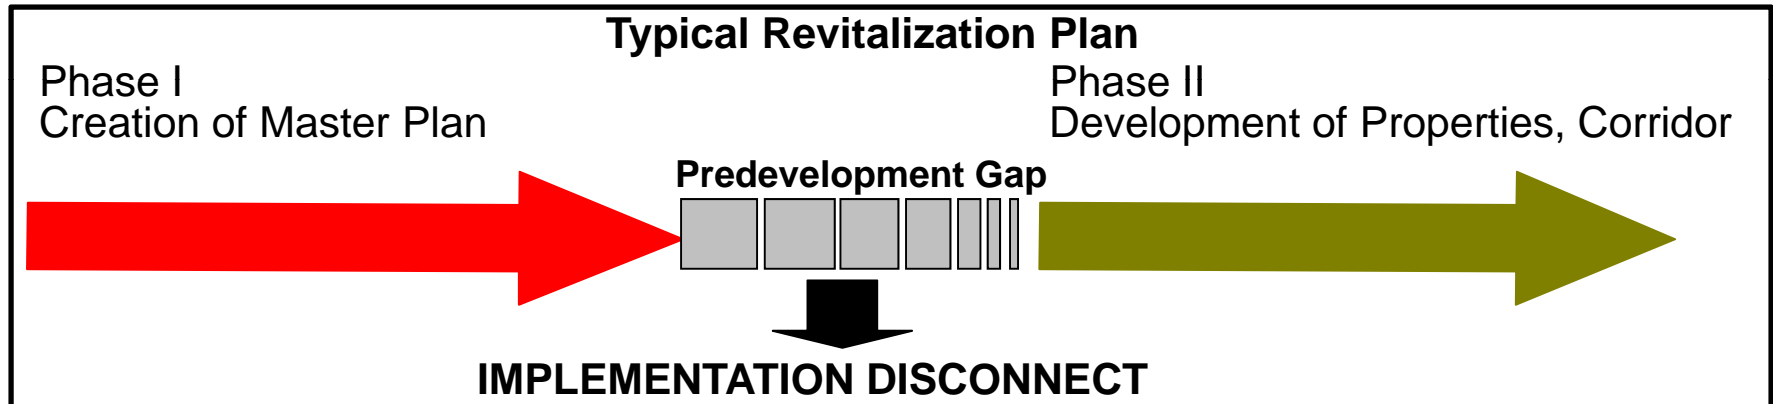 Typical Revitalization Plan
Phase I
Creation of Master Plan
Phase II
Development of Properties, Corridor
Predevelopment Gap
IMPLEMENTATION DISCONNECT